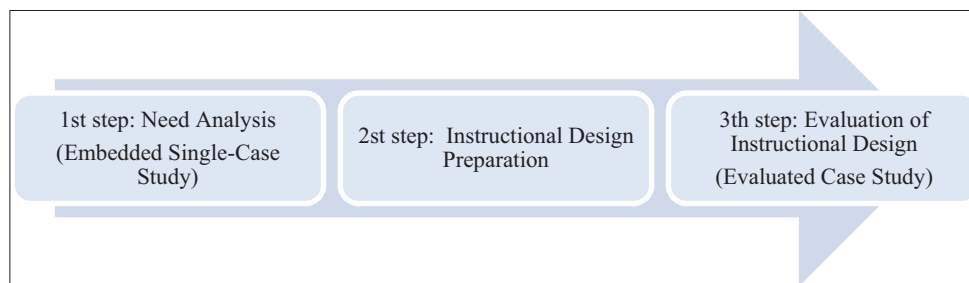 1st step: Need Analysis
(Embedded Single-Case
Study)
2st step:  Instructional Design
Preparation
3th step: Evaluation of
Instructional Design
(Evaluated Case Study)